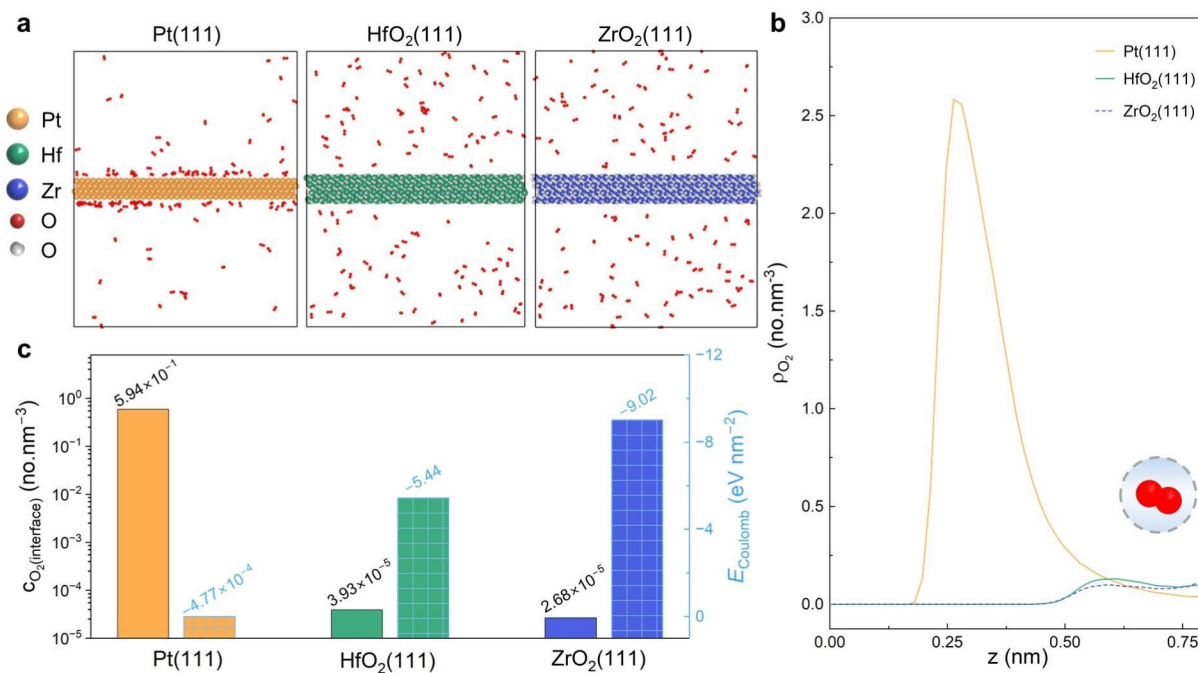 a
Pt(111)
HfO₂(111)
ZrO₂(111)
Pt
Hf
Zr
O
O
b
3.0
2.5
2.0
1.5
1.0
0.5
0.0
ρO₂ (no.nm⁻³)
Pt(111)
HfO₂(111)
ZrO₂(111)
0.00
0.25
0.50
0.75
z (nm)
c
cO₂(interface) (no.nm⁻³)
10⁰
10⁻¹
10⁻²
10⁻³
10⁻⁴
10⁻⁵
5.94×10⁻¹
−4.77×10⁻⁴
3.93×10⁻⁵
−5.44
2.68×10⁻⁵
−9.02
−12
−8
−4
0
ECoulomb (eV nm⁻²)
Pt(111)
HfO₂(111)
ZrO₂(111)